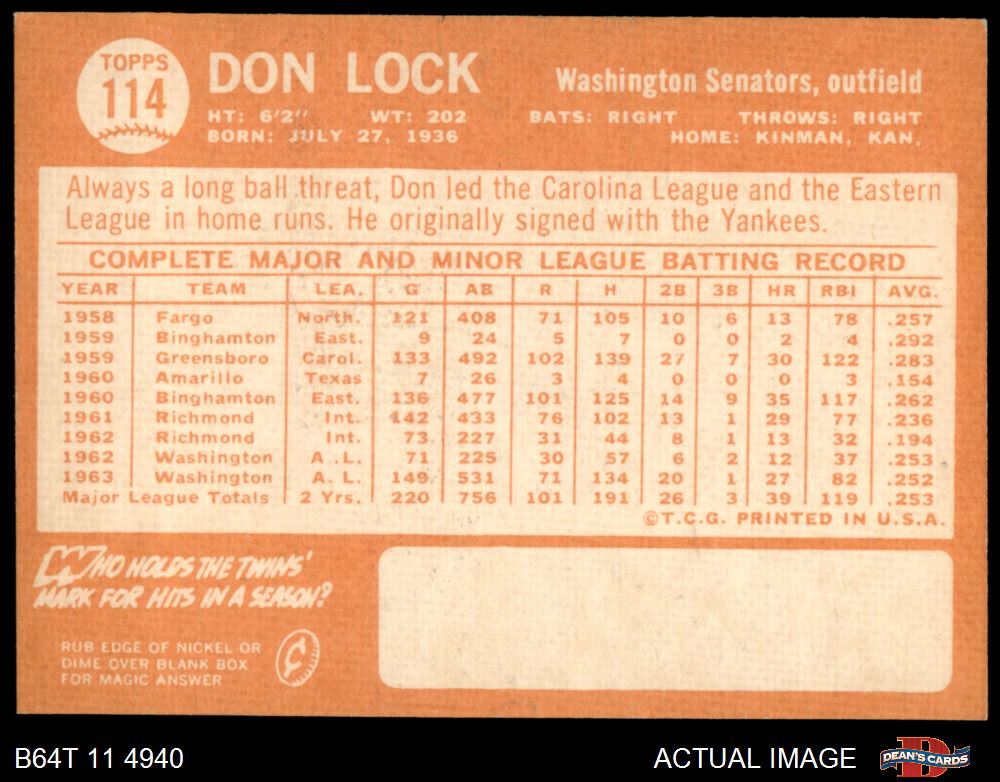 TOPPS
114
DON LOCK
Washington Senators, outfield
HT: 6'2" WT: 202 BATS: RIGHT THROWS: RIGHT
BORN: JULY 27, 1936 HOME: KINMAN, KAN.
Always a long ball threat, Don led the Carolina League and the Eastern
League in home runs. He originally signed with the Yankees.
COMPLETE MAJOR AND MINOR LEAGUE BATTING RECORD
YEAR TEAM LEA. G AB R H 2B 3B HR RBI AVG.
1958 Fargo North. 121 408 71 105 10 6 13 78 .257
1959 Binghamton East. 9 24 5 7 0 0 2 4 .292
1959 Greensboro Carol. 133 492 102 139 27 7 30 122 .283
1960 Amarillo Texas 7 26 3 4 0 0 0 3 .154
1960 Binghamton East. 136 477 101 125 14 9 35 117 .262
1961 Richmond Int. 142 433 76 102 13 1 29 77 .236
1962 Richmond Int. 73 227 31 44 8 1 13 32 .194
1962 Washington A.L. 71 225 30 57 6 2 12 37 .253
1963 Washington A.L. 149 531 71 134 20 1 27 82 .252
Major League Totals 2 Yrs. 220 756 101 191 26 3 39 119 .253
©T.C.G. PRINTED IN U.S.A.
WHO HOLDS THE TWINS'
MARK FOR HITS IN A SEASON?
RUB EDGE OF NICKEL OR
DIME OVER BLANK BOX
FOR MAGIC ANSWER
¢
B64T 11 4940 ACTUAL IMAGE
DEAN'S CARDS